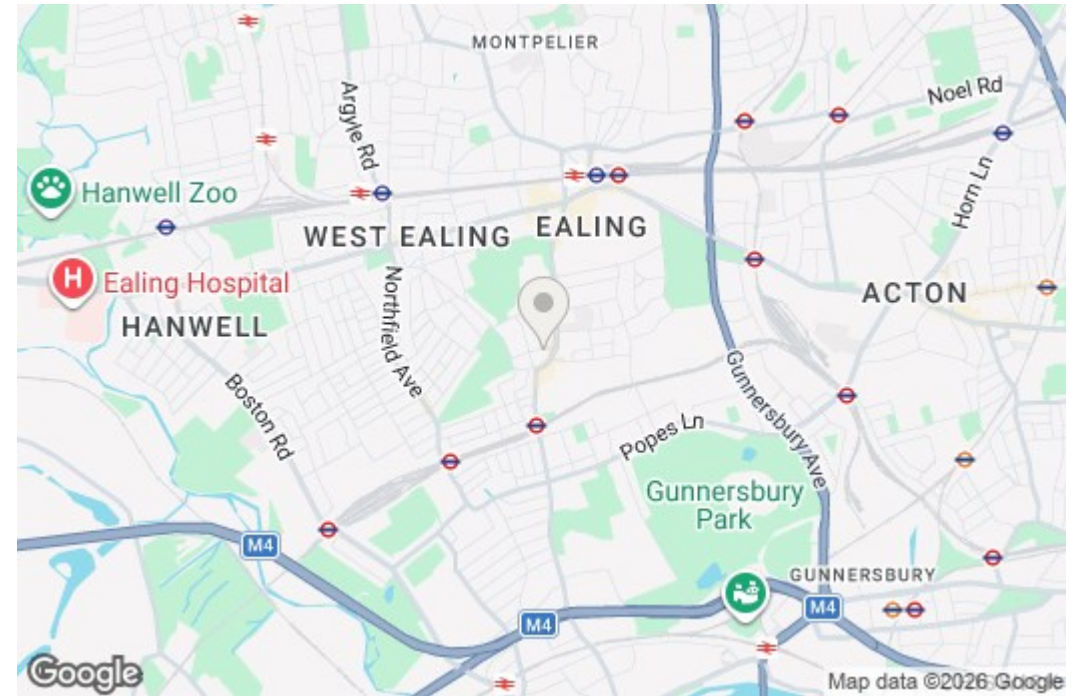 MONTPELIER
Argyle Rd
Noel Rd
Hanwell Zoo
Horn Ln
WEST EALING
EALING
Ealing Hospital
H
ACTON
HANWELL
Northfield Ave
Boston Rd
Gunnersbury Ave
Popes Ln
Gunnersbury
Park
M4
GUNNERSBURY
M4
M4
Google
Map data ©2026 Google